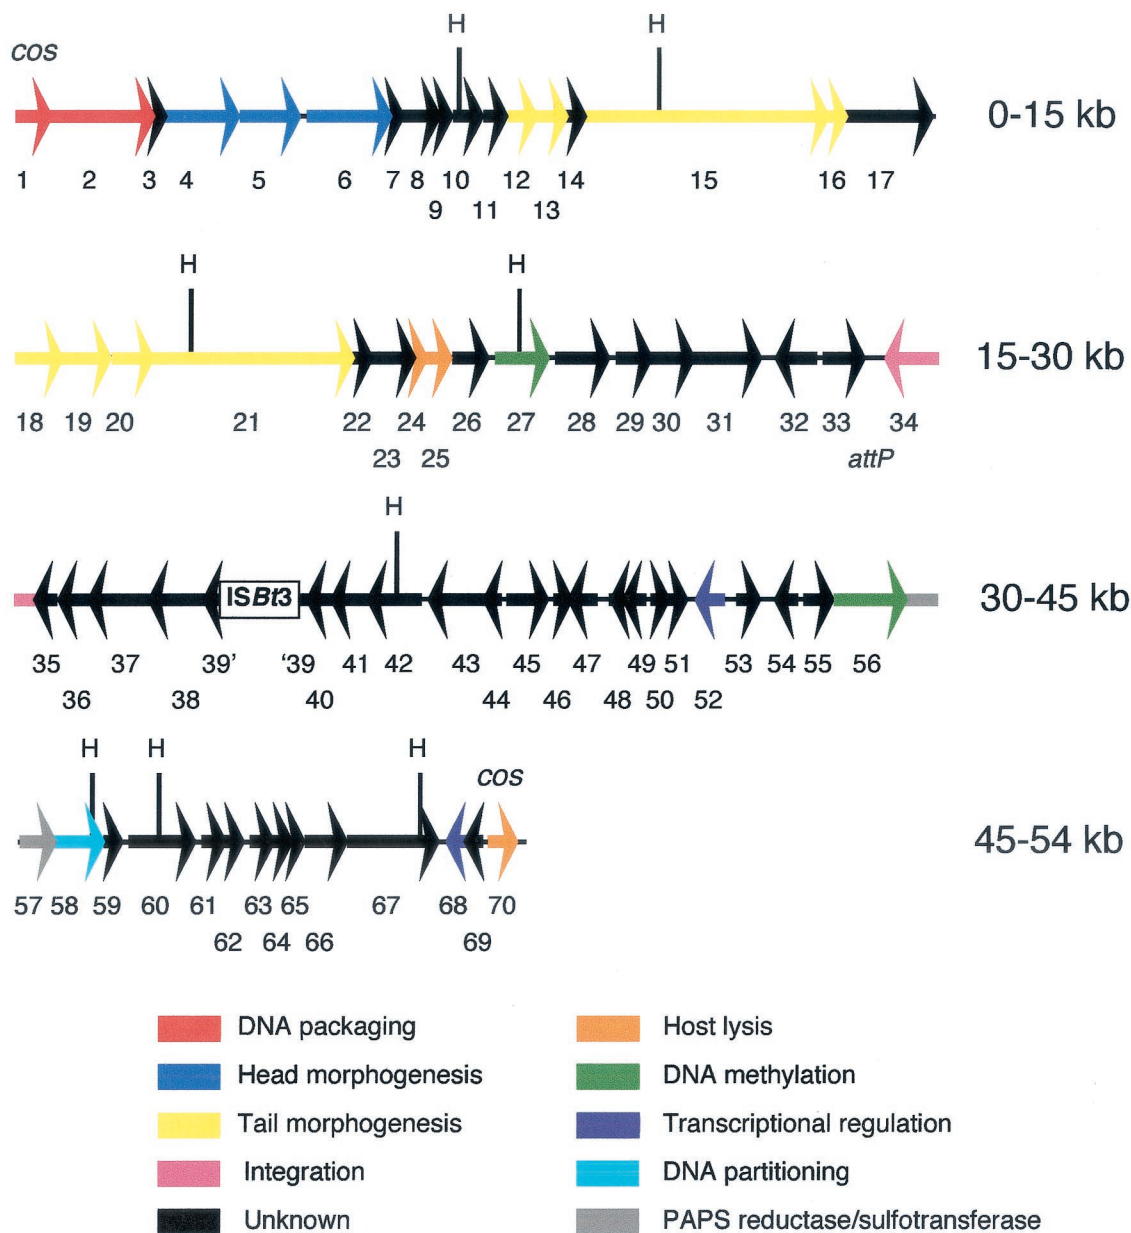 H H
cos
0-15 kb
1 2 3 4 5 6 7 8 10 12 14 15 16 17
9 11 13
H H
15-30 kb
18 19 20 21 22 24 26 27 28 29 30 31 32 33 34
23 25 attP
H
ISBt3
30-45 kb
35 37 39' '39 41 42 43 45 47 49 51 53 54 55 56
36 38 40 44 46 48 50 52
H H H
cos
45-54 kb
57 58 59 60 61 63 65 67 68 70
62 64 66 69
DNA packaging Host lysis
Head morphogenesis DNA methylation
Tail morphogenesis Transcriptional regulation
Integration DNA partitioning
Unknown PAPS reductase/sulfotransferase